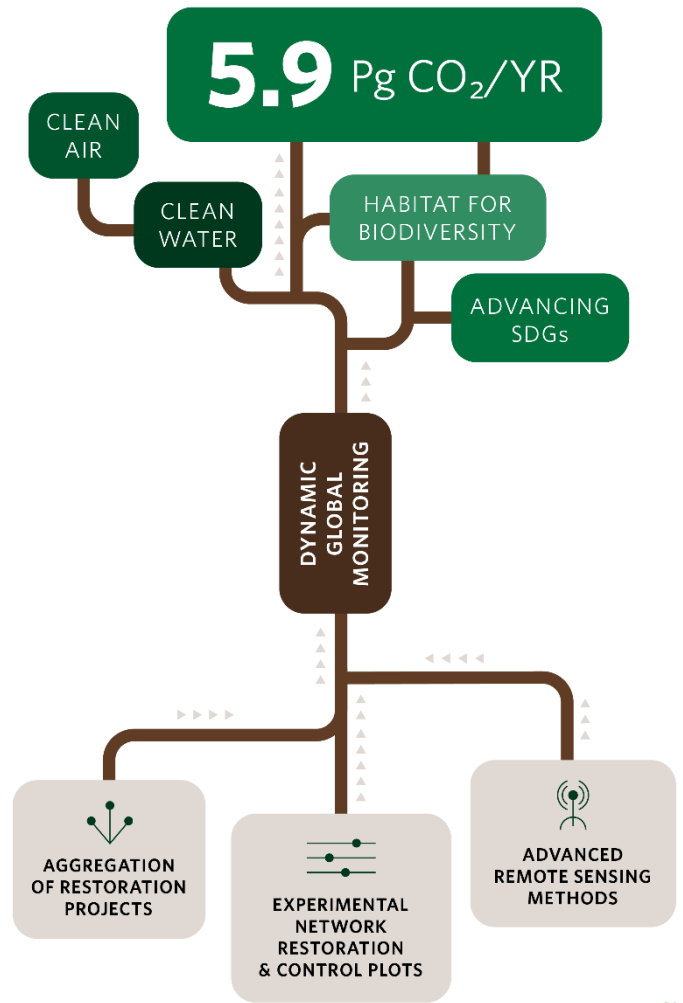 5.9 Pg CO₂/YR
CLEAN
AIR
CLEAN
WATER
HABITAT FOR
BIODIVERSITY
ADVANCING
SDGs
DYNAMIC
GLOBAL
MONITORING
AGGREGATION
OF RESTORATION
PROJECTS
EXPERIMENTAL
NETWORK
RESTORATION
& CONTROL PLOTS
ADVANCED
REMOTE SENSING
METHODS